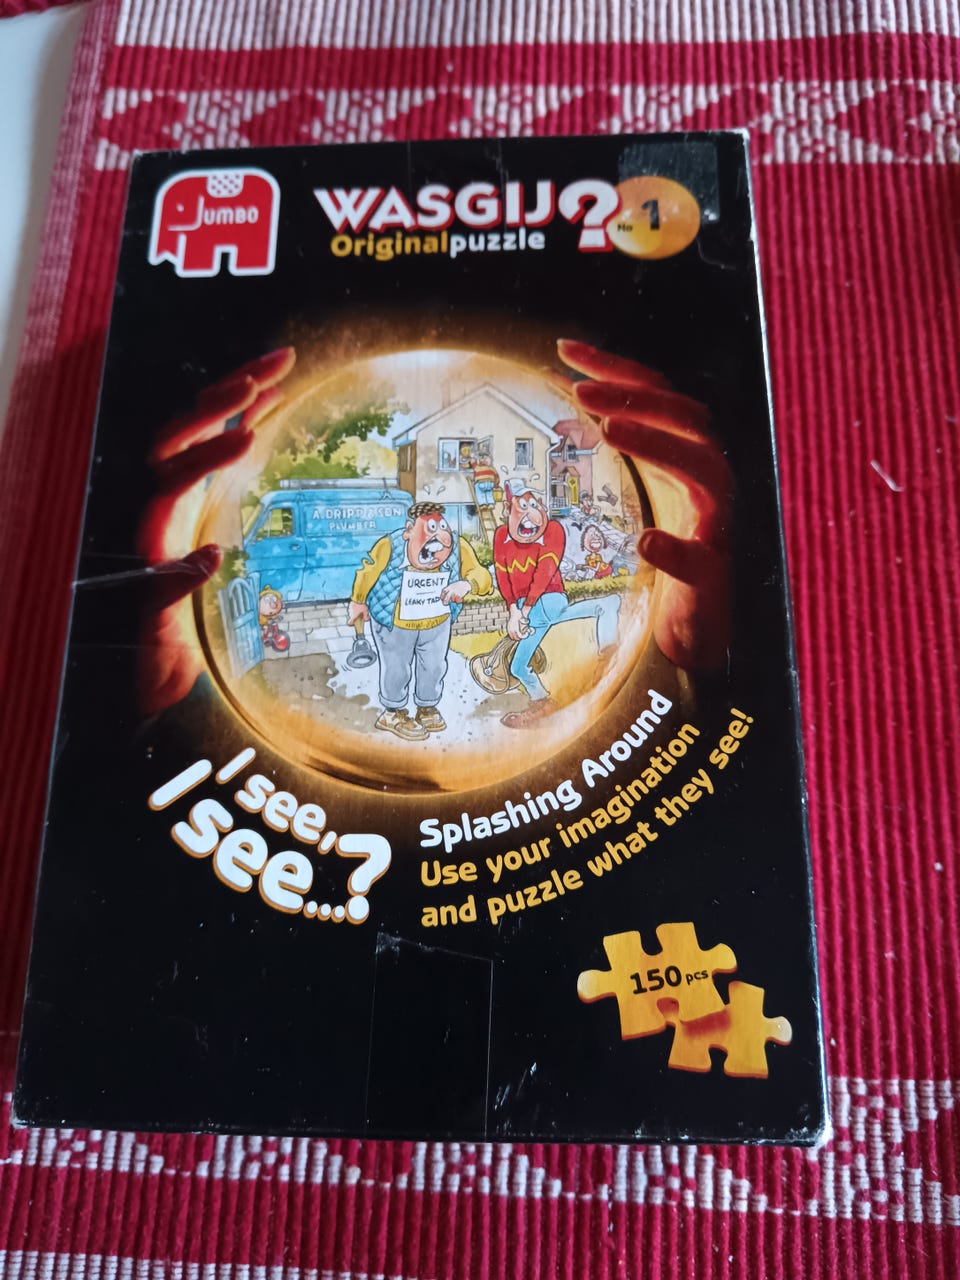 JUMBO
WASGIJ?
Originalpuzzle
No 1
A. DRIPP & SON
PLUMBER
URGENT
LEAKY TAP
I see,
I see...?
Splashing Around
Use your imagination
and puzzle what they see!
150 pcs